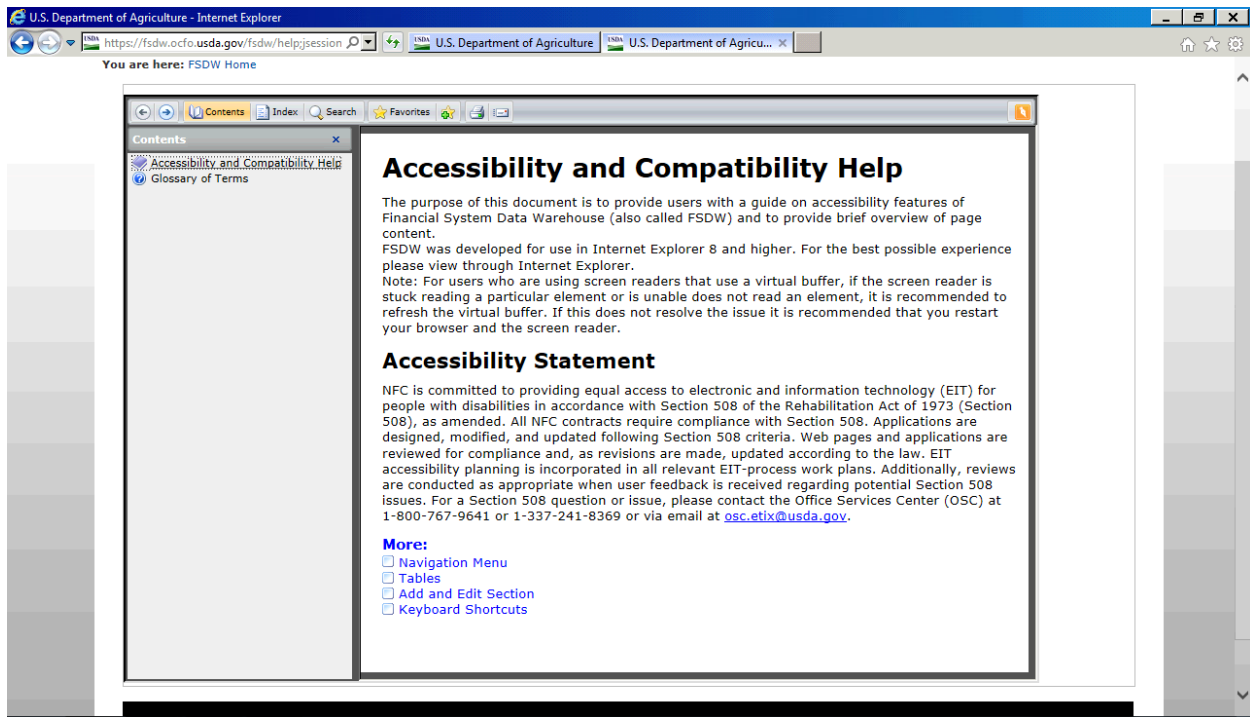 U.S. Department of Agriculture - Internet Explorer
https://fsdw.ocfo.usda.gov/fsdw/help;jsession
U.S. Department of Agriculture
U.S. Department of Agricu...
You are here: FSDW Home
Contents Index Search Favorites
Contents
Accessibility and Compatibility Help
Glossary of Terms
Accessibility and Compatibility Help
The purpose of this document is to provide users with a guide on accessibility features of
Financial System Data Warehouse (also called FSDW) and to provide brief overview of page
content.
FSDW was developed for use in Internet Explorer 8 and higher. For the best possible experience
please view through Internet Explorer.
Note: For users who are using screen readers that use a virtual buffer, if the screen reader is
stuck reading a particular element or is unable does not read an element, it is recommended to
refresh the virtual buffer. If this does not resolve the issue it is recommended that you restart
your browser and the screen reader.
Accessibility Statement
NFC is committed to providing equal access to electronic and information technology (EIT) for
people with disabilities in accordance with Section 508 of the Rehabilitation Act of 1973 (Section
508), as amended. All NFC contracts require compliance with Section 508. Applications are
designed, modified, and updated following Section 508 criteria. Web pages and applications are
reviewed for compliance and, as revisions are made, updated according to the law. EIT
accessibility planning is incorporated in all relevant EIT-process work plans. Additionally, reviews
are conducted as appropriate when user feedback is received regarding potential Section 508
issues. For a Section 508 question or issue, please contact the Office Services Center (OSC) at
1-800-767-9641 or 1-337-241-8369 or via email at osc.etix@usda.gov.
More:
Navigation Menu
Tables
Add and Edit Section
Keyboard Shortcuts